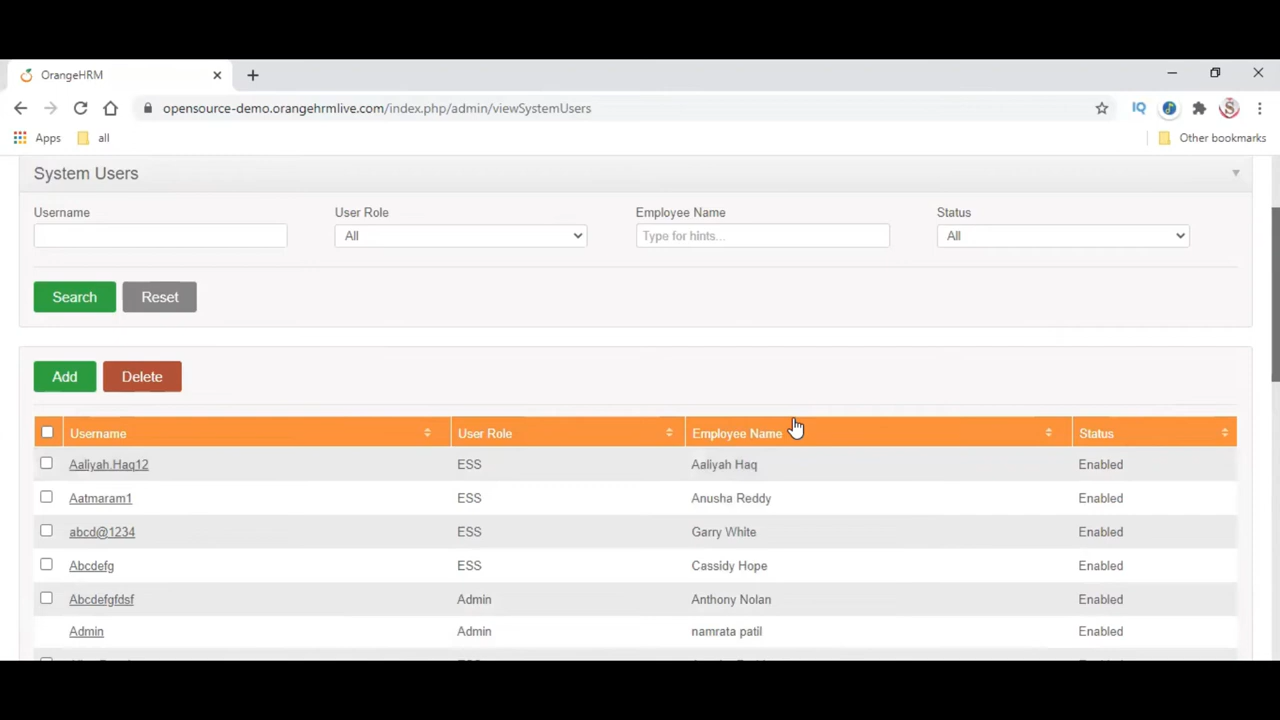 OrangeHRM
opensource-demo.orangehrmlive.com/index.php/admin/viewSystemUsers
IQ
S
Apps all Other bookmarks
System Users
Username User Role Employee Name Status
All Type for hints... All
Search Reset
Add Delete
Username User Role Employee Name Status
Aaliyah.Haq12 ESS Aaliyah Haq Enabled
Aatmaram1 ESS Anusha Reddy Enabled
abcd@1234 ESS Garry White Enabled
Abcdefg ESS Cassidy Hope Enabled
Abcdefgfdsf Admin Anthony Nolan Enabled
Admin Admin namrata patil Enabled